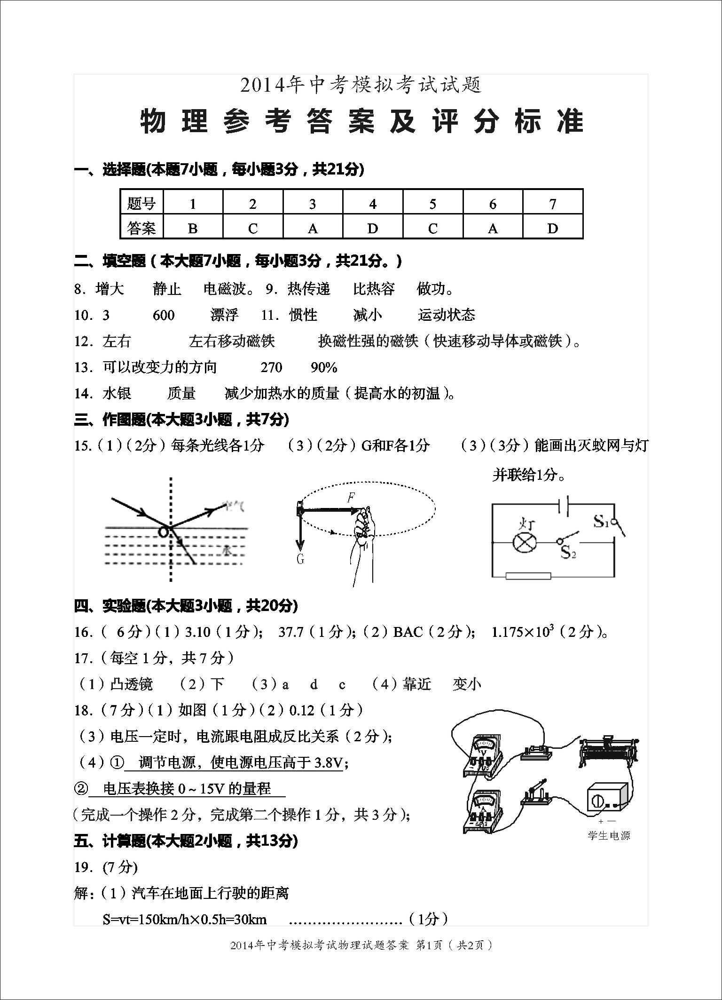 2014年中考模拟考试试题
物理参考答案及评分标准
一、选择题(本题7小题，每小题3分，共21分)
题号 1 2 3 4 5 6 7
答案 B C A D C A D
二、填空题（本大题7小题，每小题3分，共21分。)
8．增大 静止 电磁波。 9．热传递 比热容 做功。
10．3 600 漂浮 11．惯性 减小 运动状态
12．左右 左右移动磁铁 换磁性强的磁铁（快速移动导体或磁铁）。
13．可以改变力的方向 270 90%
14．水银 质量 减少加热水的质量（提高水的初温）。
三、作图题(本大题3小题，共7分)
15.（1）（2分）每条光线各1分 （3）（2分）G和F各1分 （3）（3分）能画出灭蚊网与灯
并联给1分。
空气
O
水
F
G
灯
S1
S2
四、实验题(本大题3小题，共20分)
16.（ 6分）（1）3.10（1分）； 37.7（1分）；（2）BAC（2分）； 1.175×10³（2分）。
17.（每空1分，共7分）
（1）凸透镜 （2）下 （3）a d c （4）靠近 变小
18.（7分）（1）如图（1分）（2）0.12（1分）
（3）电压一定时，电流跟电阻成反比关系（2分）；
（4）① 调节电源，使电源电压高于3.8V；
② 电压表换接0～15V的量程
（完成一个操作2分，完成第二个操作1分，共3分）；
V
A
+ —
学生电源
五、计算题(本大题2小题，共13分)
19．(7分)
解：（1）汽车在地面上行驶的距离
S=vt=150km/h×0.5h=30km ……………………（1分）
2014年中考模拟考试物理试题答案 第1页（共2页）